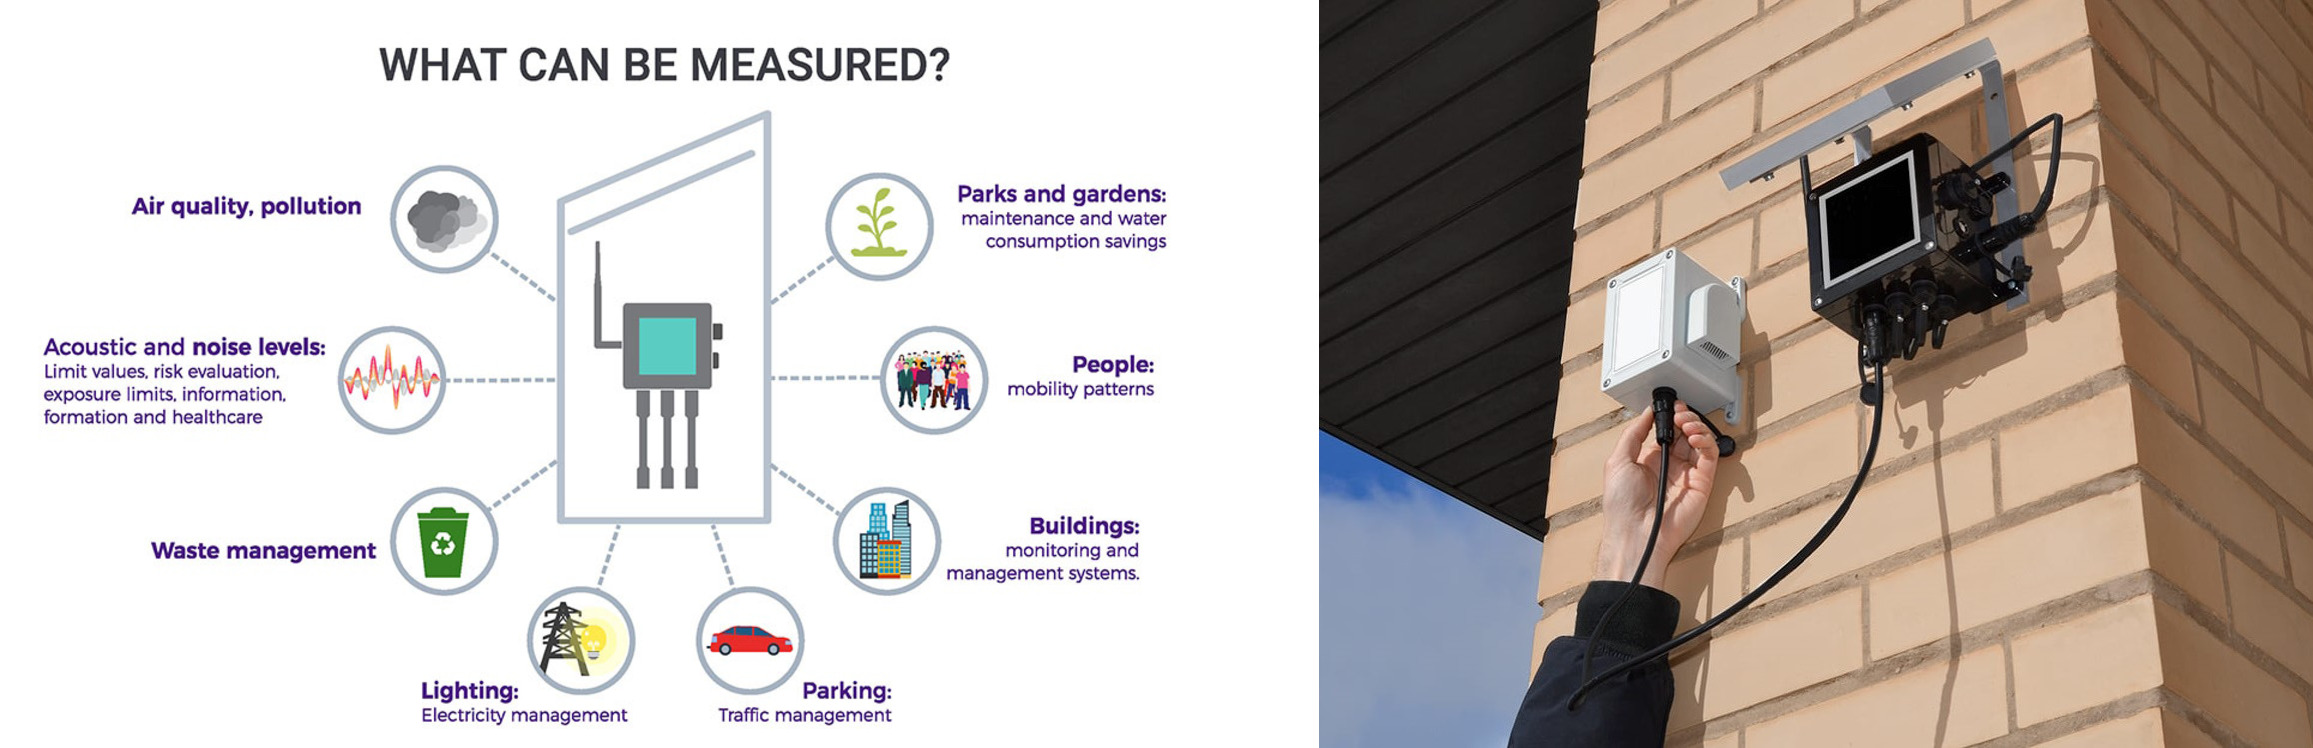 WHAT CAN BE MEASURED?
Air quality, pollution
Acoustic and noise levels:
Limit values, risk evaluation,
exposure limits, information,
formation and healthcare
Waste management
Lighting:
Electricity management
Parking:
Traffic management
Parks and gardens:
maintenance and water
consumption savings
People:
mobility patterns
Buildings:
monitoring and
management systems.